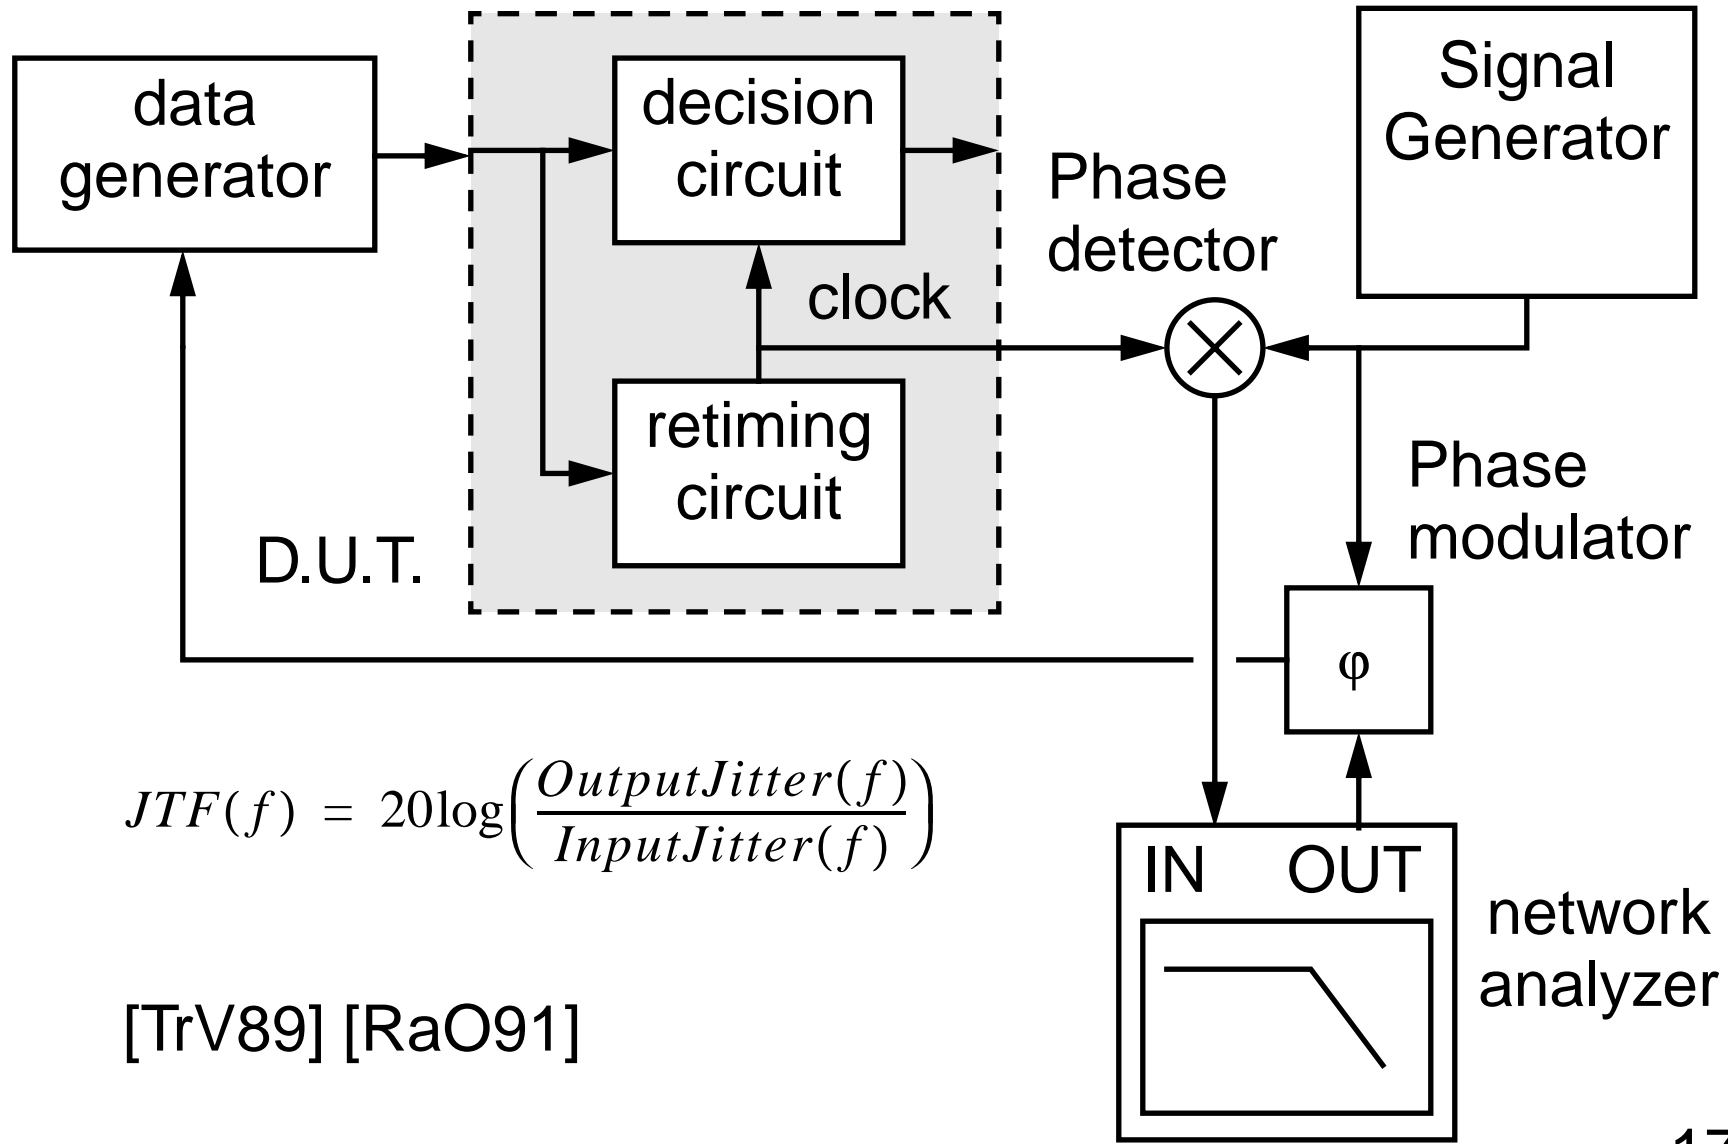 data
generator
decision
circuit
clock
retiming
circuit
D.U.T.
Phase
detector
Signal
Generator
Phase
modulator
φ
JTF(f) = 20log(OutputJitter(f)/InputJitter(f))
IN OUT
network
analyzer
[TrV89] [RaO91]